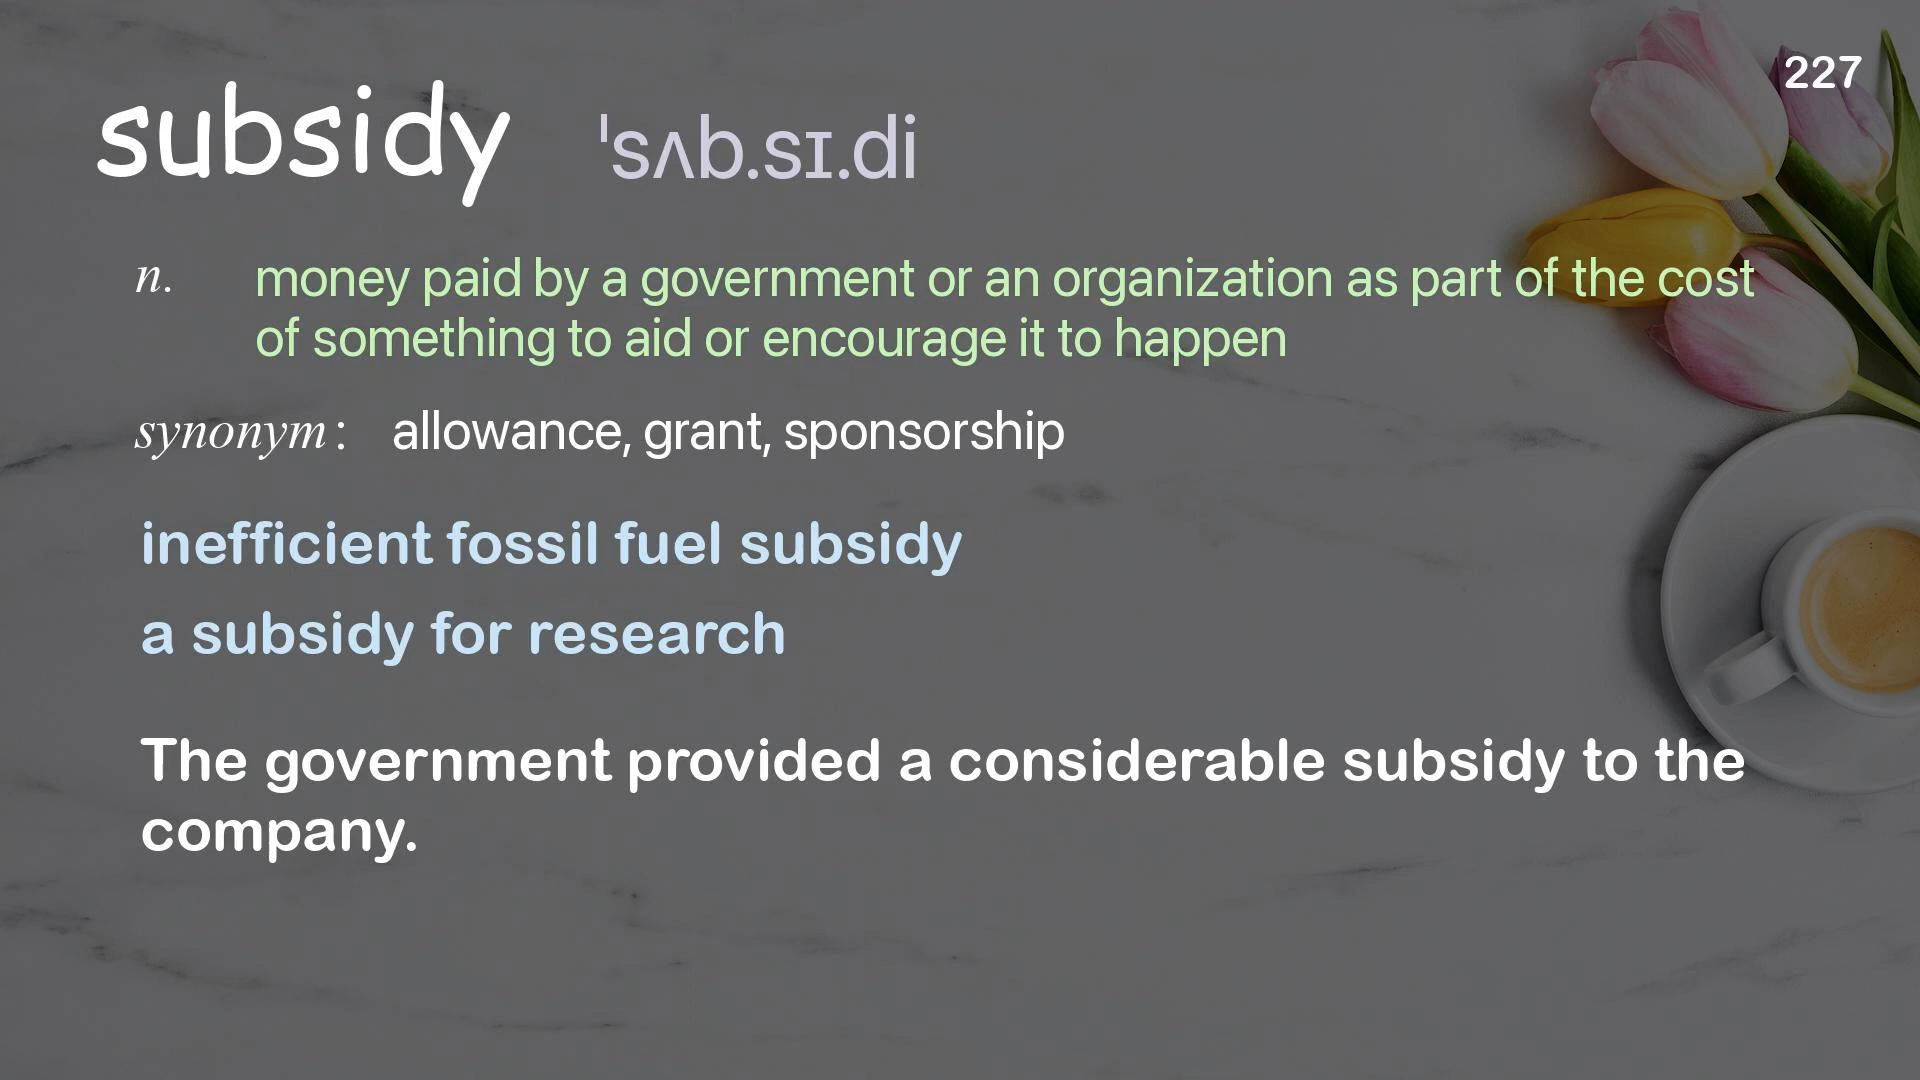 227
subsidy ˈsʌb.sɪ.di
n. money paid by a government or an organization as part of the cost
of something to aid or encourage it to happen
synonym: allowance, grant, sponsorship
inefficient fossil fuel subsidy
a subsidy for research
The government provided a considerable subsidy to the
company.